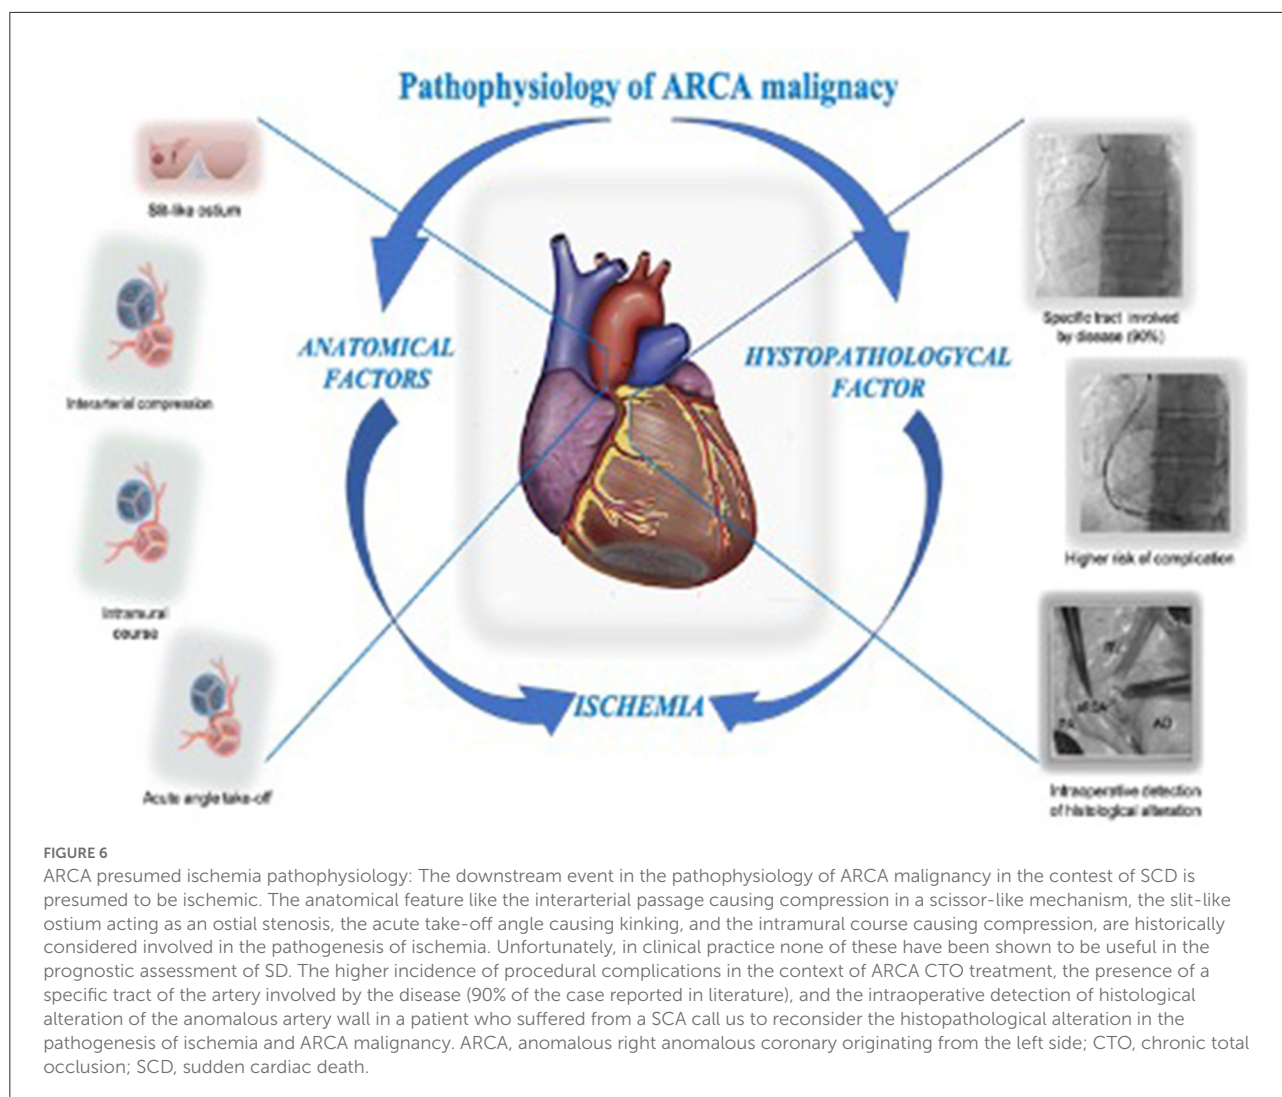 Pathophysiology of ARCA malignacy
Slit-like ostium
Interarterial compression
Intramural
course
Acute angle take-off
ANATOMICAL
FACTORS
HYSTOPATHOLOGYCAL
FACTOR
ISCHEMIA
Specific tract involved
by disease (90%)
Higher risk of complication
AO
Intraoperative detection
of histological alteration
FIGURE 6
ARCA presumed ischemia pathophysiology: The downstream event in the pathophysiology of ARCA malignancy in the contest of SCD is
presumed to be ischemic. The anatomical feature like the interarterial passage causing compression in a scissor-like mechanism, the slit-like
ostium acting as an ostial stenosis, the acute take-off angle causing kinking, and the intramural course causing compression, are historically
considered involved in the pathogenesis of ischemia. Unfortunately, in clinical practice none of these have been shown to be useful in the
prognostic assessment of SD. The higher incidence of procedural complications in the context of ARCA CTO treatment, the presence of a
specific tract of the artery involved by the disease (90% of the case reported in literature), and the intraoperative detection of histological
alteration of the anomalous artery wall in a patient who suffered from a SCA call us to reconsider the histopathological alteration in the
pathogenesis of ischemia and ARCA malignancy. ARCA, anomalous right anomalous coronary originating from the left side; CTO, chronic total
occlusion; SCD, sudden cardiac death.